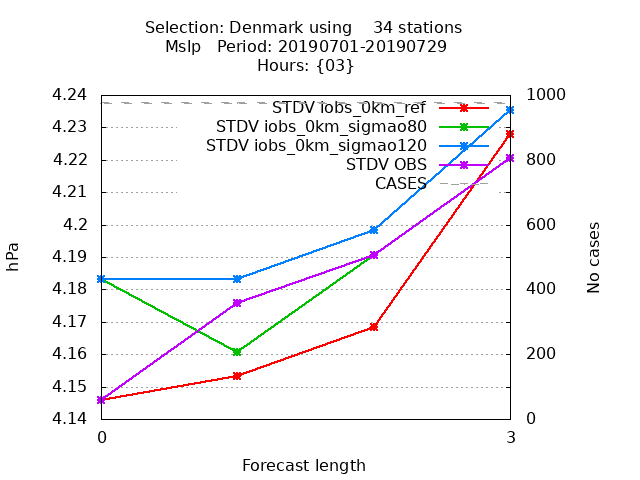 Selection: Denmark using    34 stations
Mslp   Period: 20190701-20190729
Hours: {03}
4.24
4.23
4.22
4.21
4.2
4.19
4.18
4.17
4.16
4.15
4.14
hPa
STDV iobs_0km_ref
STDV iobs_0km_sigmao80
STDV iobs_0km_sigmao120
STDV OBS
CASES
1000
800
600
400
200
0
No cases
0
3
Forecast length